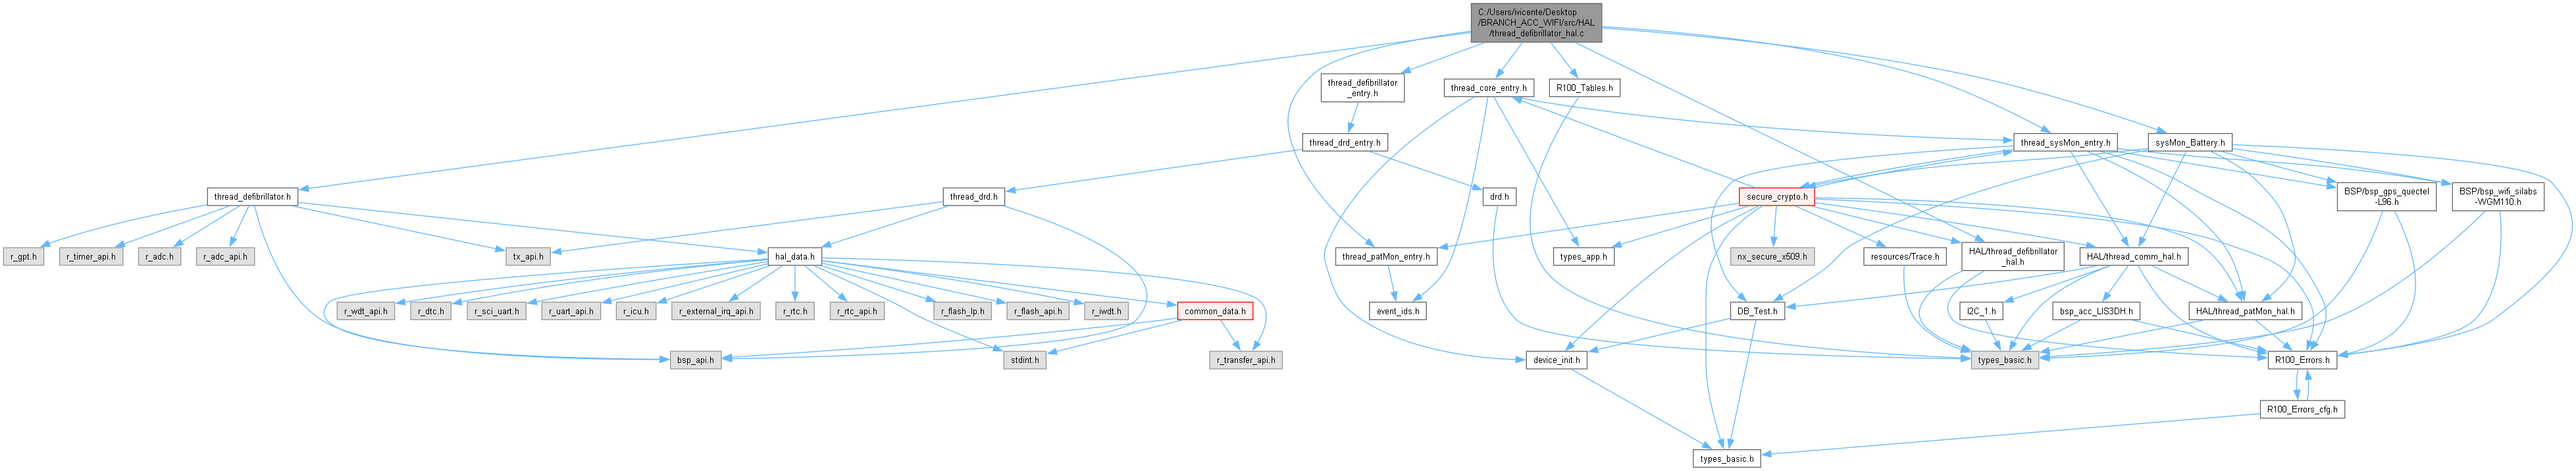 C:/Users/ivicente/Desktop
/BRANCH_ACC_WIFI/src/HAL
/thread_defibrillator_hal.c
thread_defibrillator
_entry.h
thread_core_entry.h
R100_Tables.h
thread_drd_entry.h
thread_sysMon_entry.h
sysMon_Battery.h
thread_defibrillator.h
thread_drd.h
drd.h
secure_crypto.h
BSP/bsp_gps_quectel
-L96.h
BSP/bsp_wifi_silabs
-WGM110.h
r_gpt.h
r_timer_api.h
r_adc.h
r_adc_api.h
tx_api.h
hal_data.h
thread_patMon_entry.h
types_app.h
nx_secure_x509.h
resources/Trace.h
HAL/thread_defibrillator
_hal.h
HAL/thread_comm_hal.h
r_wdt_api.h
r_dtc.h
r_sci_uart.h
r_uart_api.h
r_icu.h
r_external_irq_api.h
r_rtc.h
r_rtc_api.h
r_flash_lp.h
r_flash_api.h
r_iwdt.h
common_data.h
event_ids.h
DB_Test.h
I2C_1.h
bsp_acc_LIS3DH.h
HAL/thread_patMon_hal.h
bsp_api.h
stdint.h
r_transfer_api.h
device_init.h
types_basic.h
R100_Errors.h
R100_Errors_cfg.h
types_basic.h